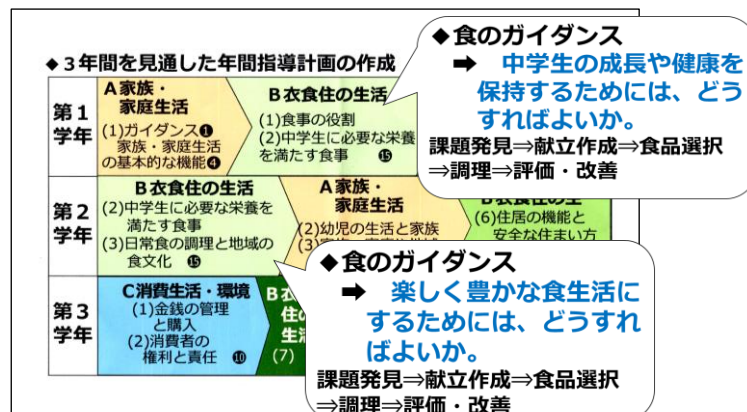 ◆3年間を見通した年間指導計画の作成
第1
学年
A家族・
家庭生活
(1)ガイダンス❶
家族・家庭生活
の基本的な機能❹
B衣食住の生活
(1)食事の役割
(2)中学生に必要な栄養
を満たす食事 ⓯
◆食のガイダンス
➡ 中学生の成長や健康を
保持するためには、どう
すればよいか。
課題発見⇒献立作成⇒食品選択
⇒調理⇒評価・改善
第2
学年
B衣食住の生活
(2)中学生に必要な栄養を
満たす食事
(3)日常食の調理と地域の
食文化 ⓯
A家族・
家庭生活
(2)幼児の生活と家族
(3)
B衣食住の生
(6)住居の機能と
安全な住まい方
第3
学年
C消費生活・環境
(1)金銭の管理
と購入
(2)消費者の
権利と責任 ❿
B衣
住の
生活
(7)
◆食のガイダンス
➡ 楽しく豊かな食生活に
するためには、どうすれ
ばよいか。
課題発見⇒献立作成⇒食品選択
⇒調理⇒評価・改善